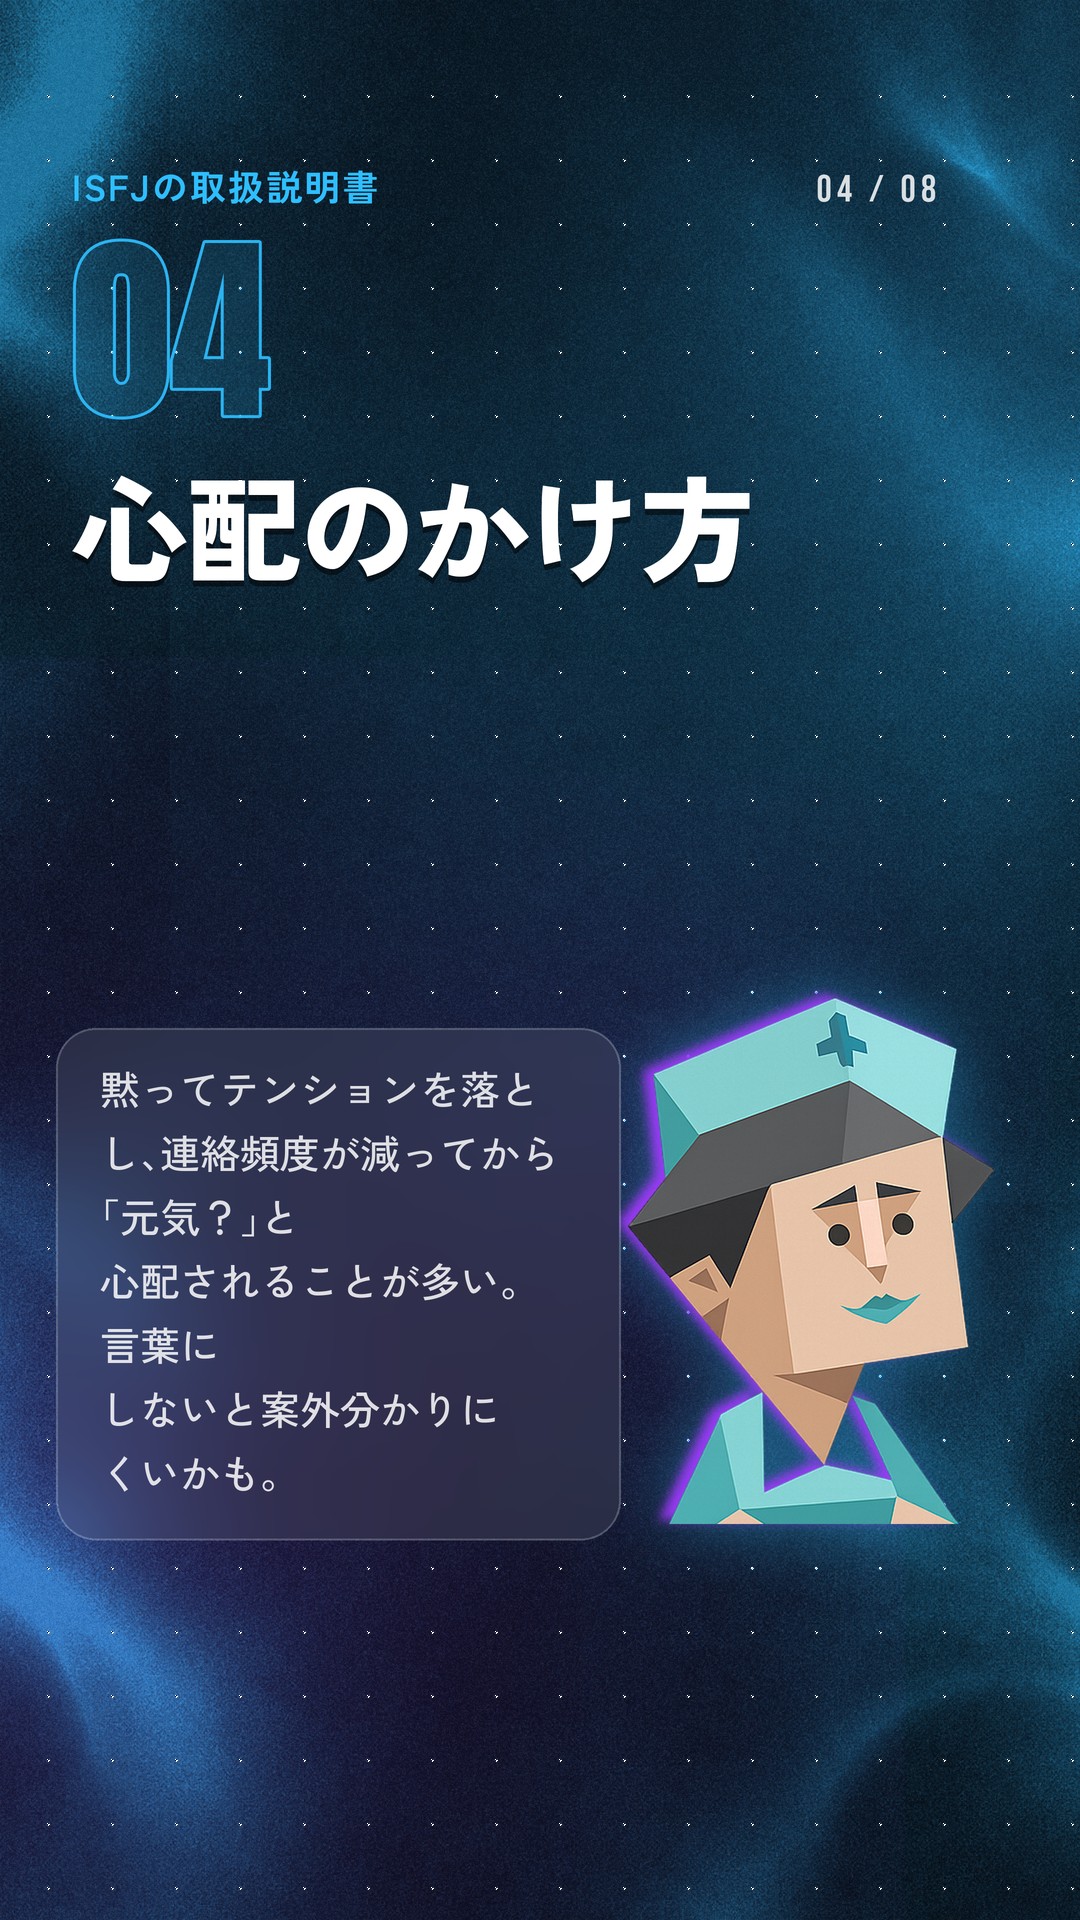 ISFJの取扱説明書
04 / 08
04
心配のかけ方
黙ってテンションを落と
し、連絡頻度が減ってから
「元気？」と
心配されることが多い。
言葉に
しないと案外分かりに
くいかも。